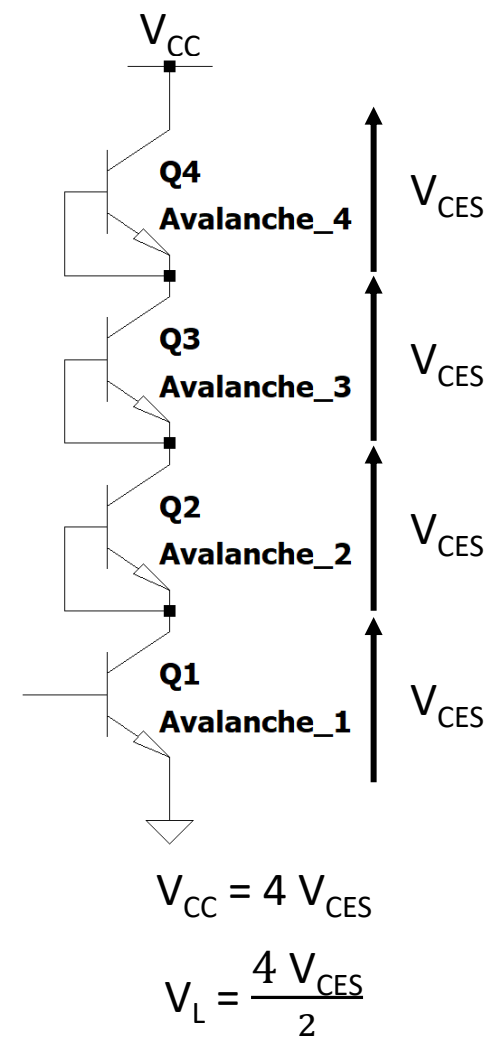 V_CC
Q4
Avalanche_4
V_CES
Q3
Avalanche_3
V_CES
Q2
Avalanche_2
V_CES
Q1
Avalanche_1
V_CES
V_CC = 4 V_CES
V_L = 4 V_CES / 2